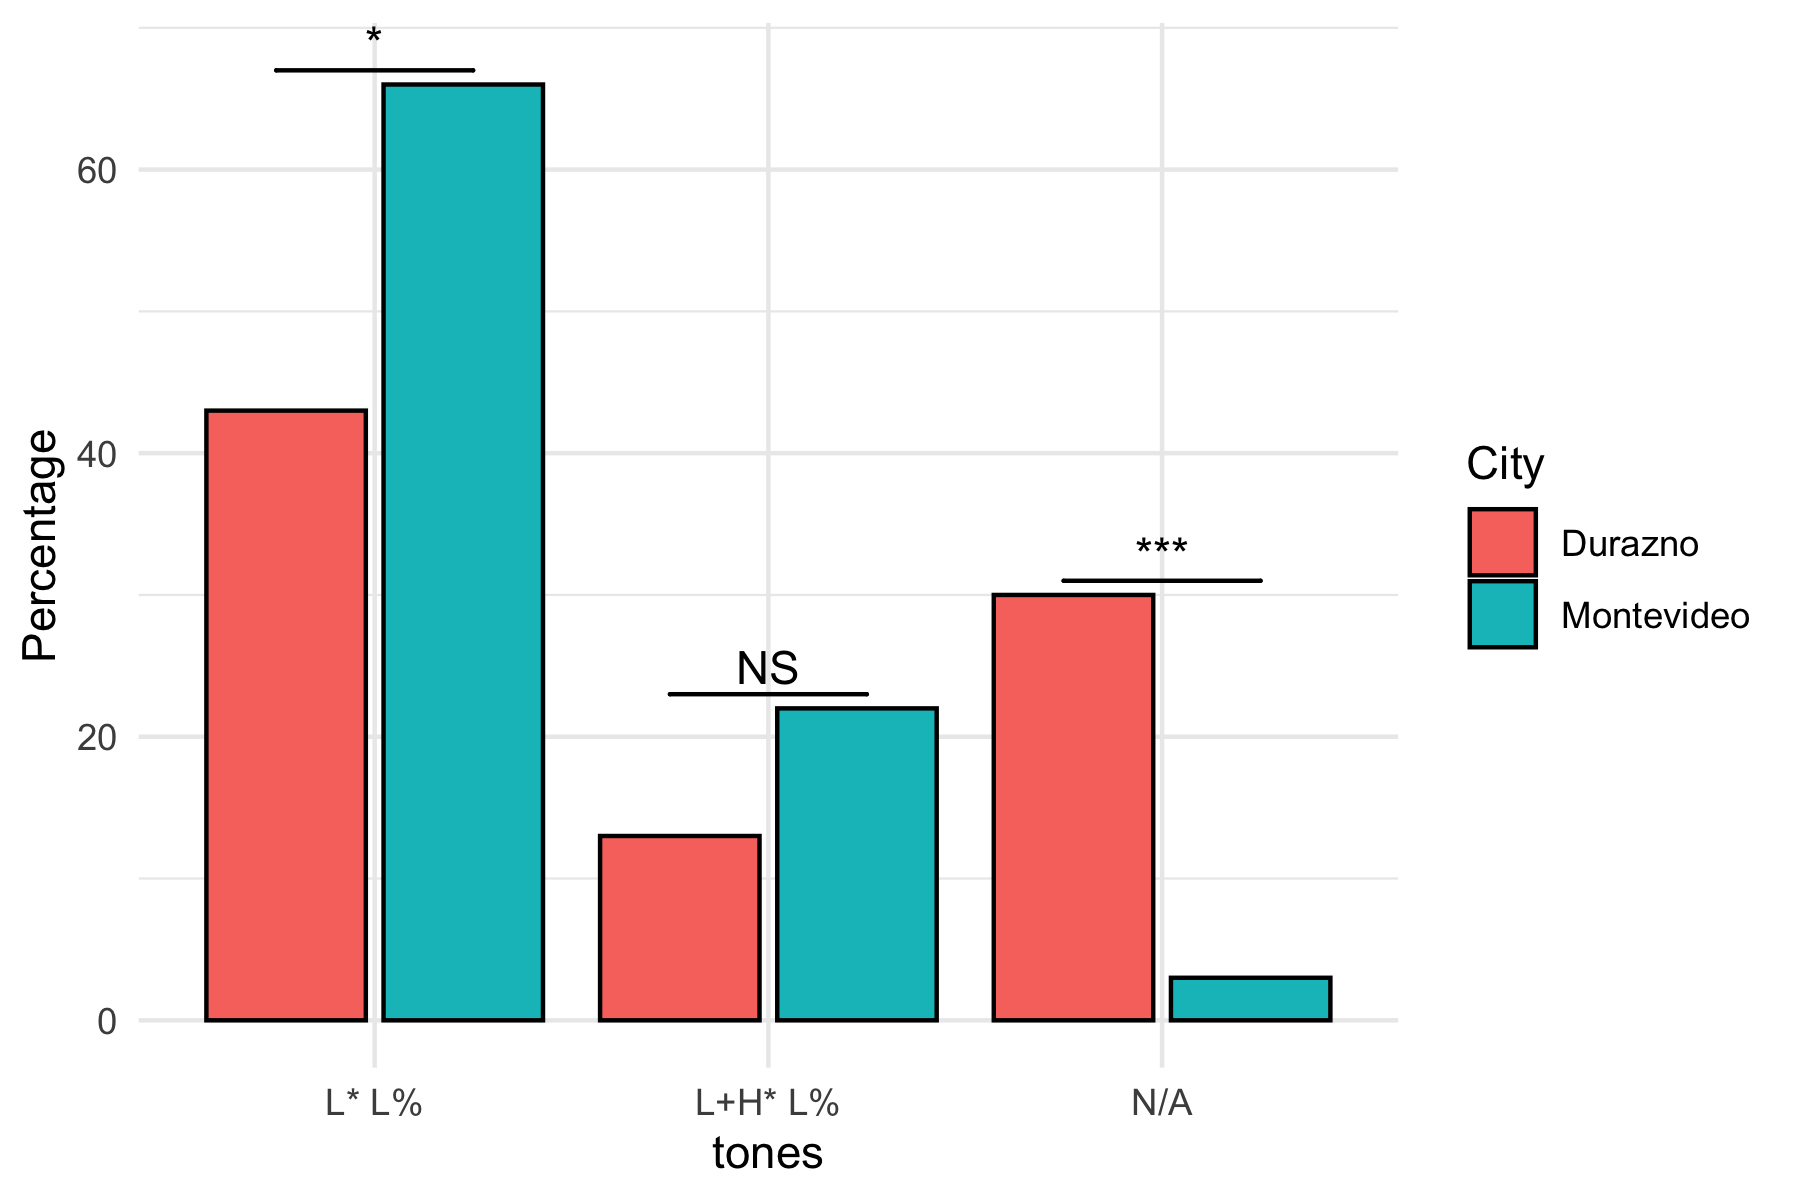 *
60
Percentage
40
City
***
Durazno
Montevideo
NS
20
0
L* L%
L+H* L%
N/A
tones